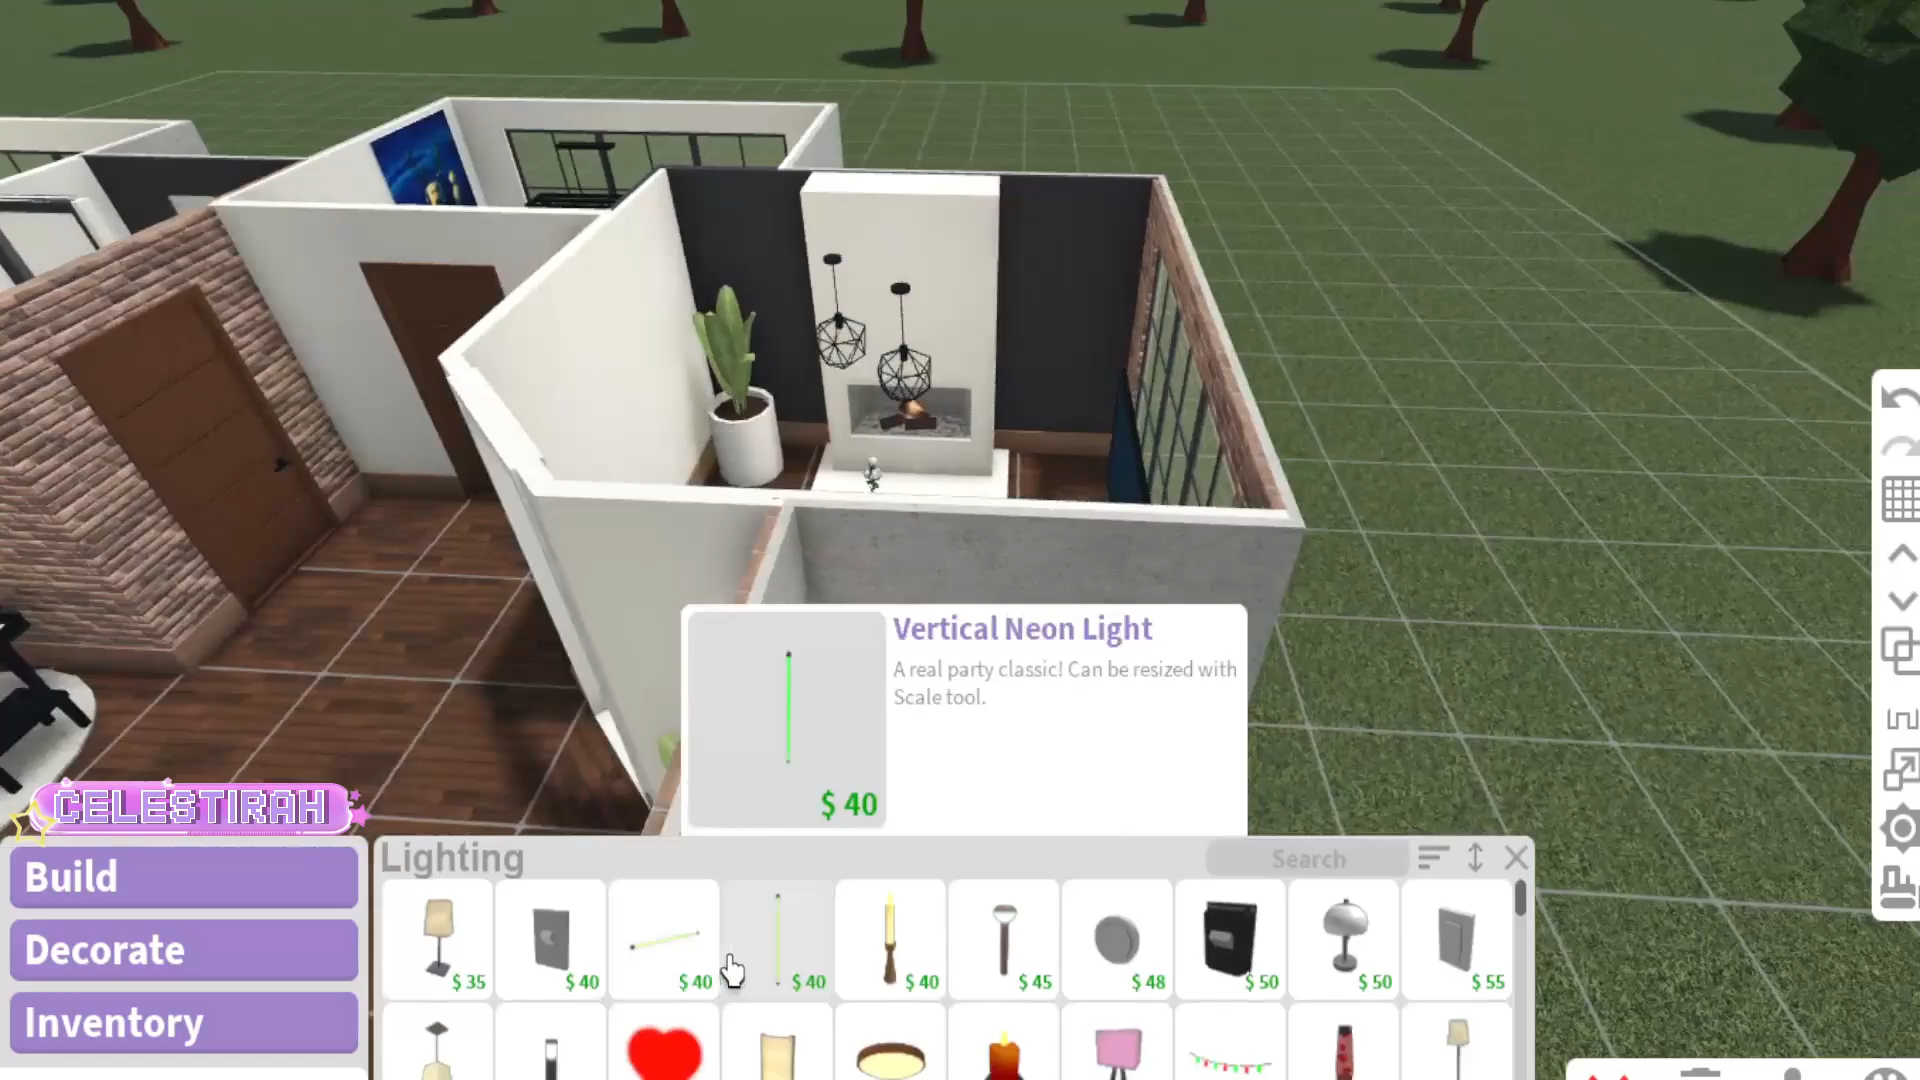 Vertical Neon Light
A real party classic! Can be resized with
Scale tool.
$ 40
CELESTIRAH
Build
Decorate
Inventory
Lighting
Search
$ 35
$ 40
$ 40
$ 40
$ 40
$ 45
$ 48
$ 50
$ 50
$ 55